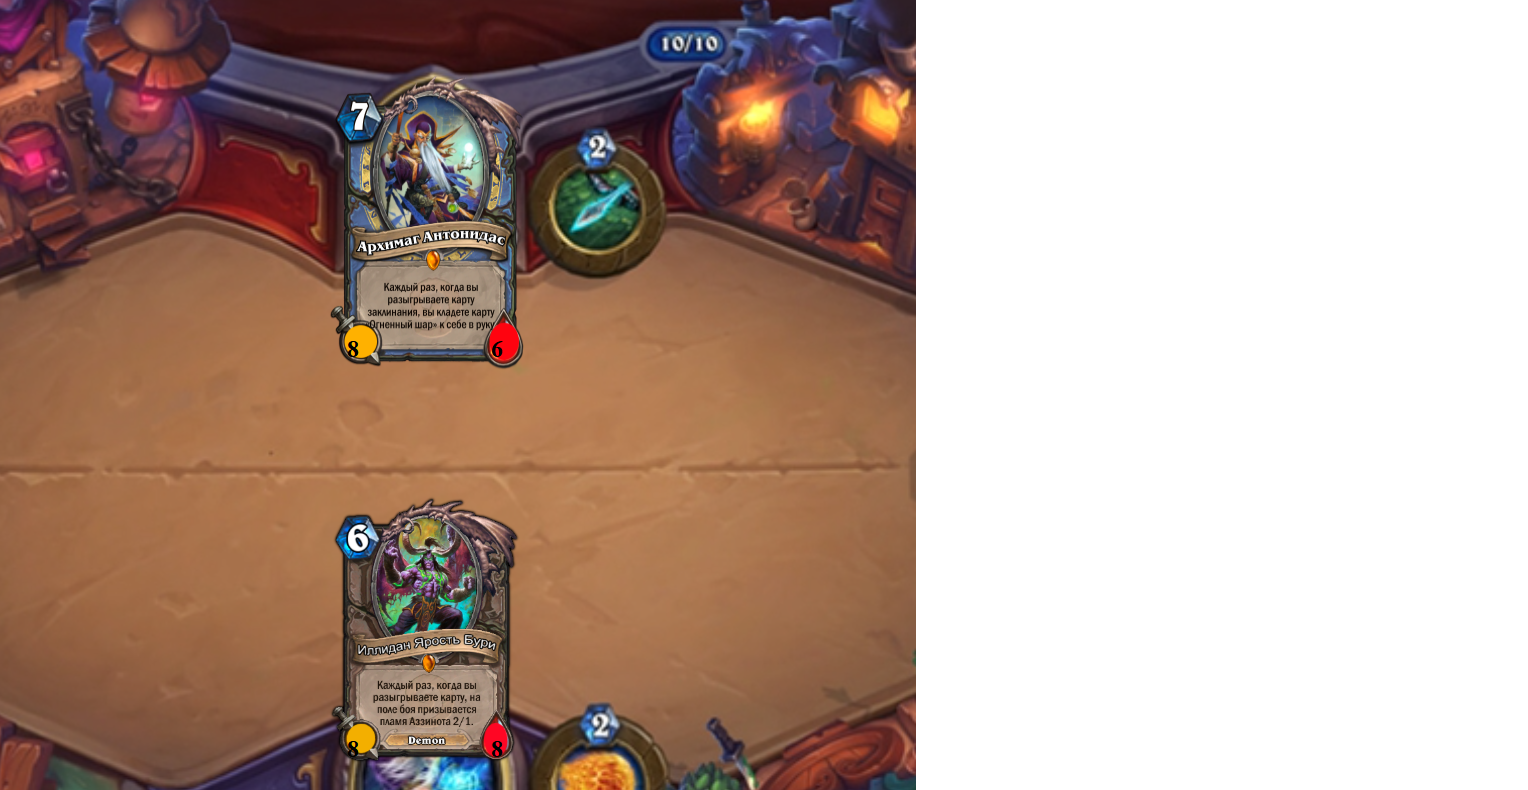 10/10
7
2
Архимаг Антонидас
Каждый раз, когда вы
разыгрываете карту
заклинания, вы кладете карту
«Огненный шар» к себе в руку
8
6
6
Иллидан Ярость Бури
Каждый раз, когда вы
разыгрываете карту, на
поле боя призывается
пламя Аззинота 2/1.
2
Demon
8
8